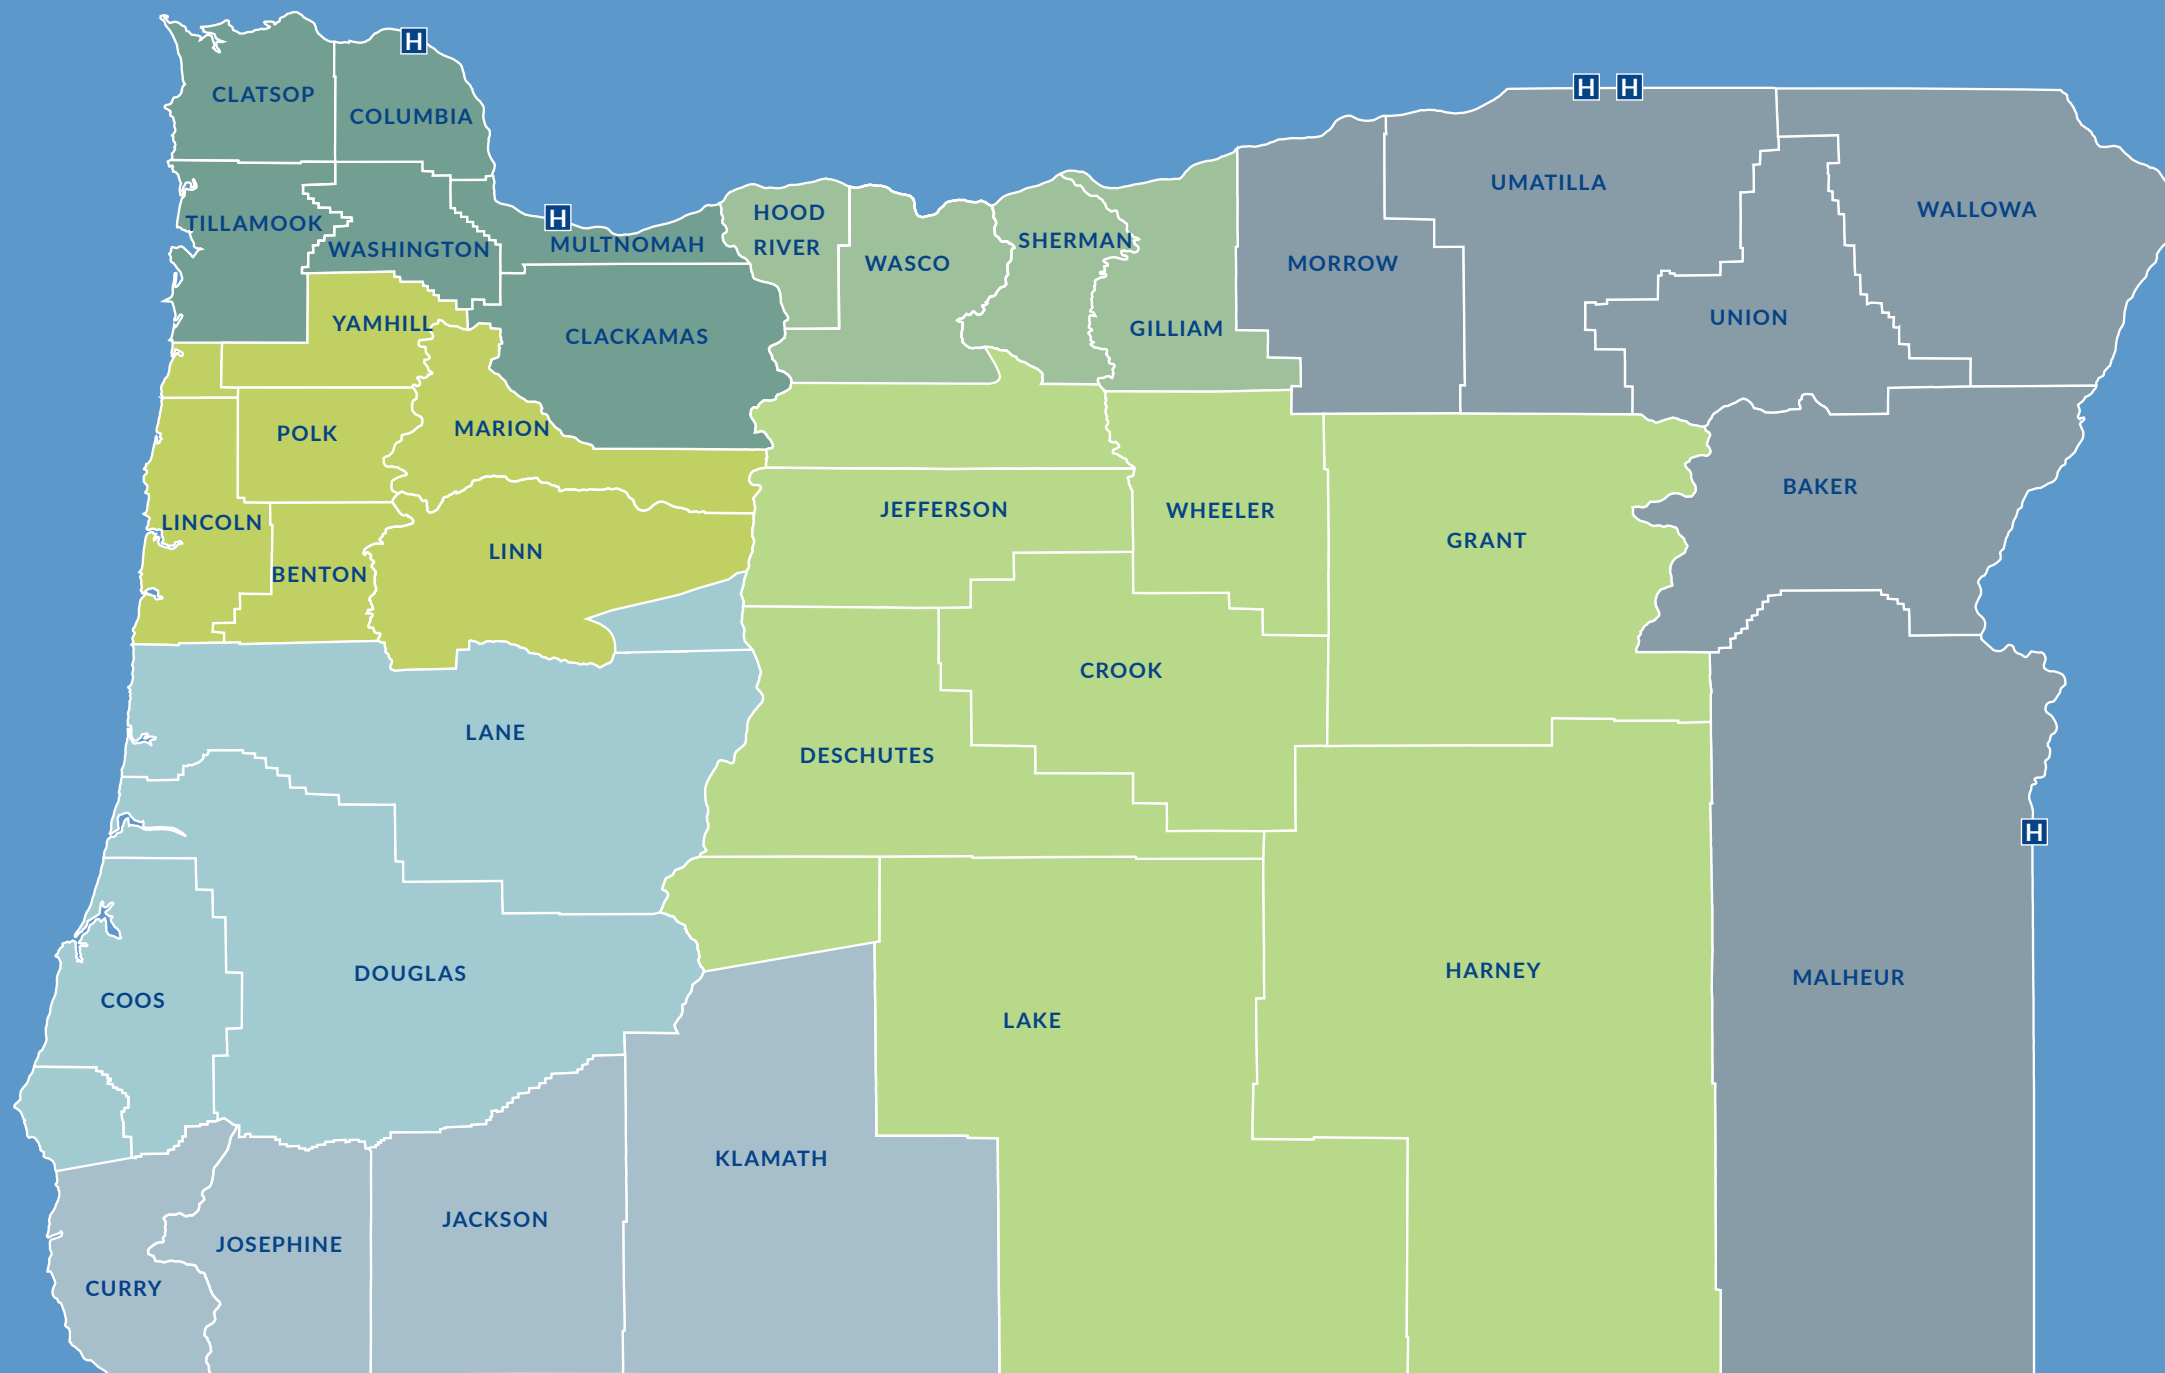 H
H H
CLATSOP
COLUMBIA
UMATILLA
WALLOWA
HOOD
RIVER
H
TILLAMOOK
WASHINGTON
MULTNOMAH
SHERMAN
WASCO
MORROW
YAMHILL
CLACKAMAS
GILLIAM
UNION
POLK
MARION
BAKER
LINCOLN
JEFFERSON
WHEELER
GRANT
LINN
BENTON
CROOK
LANE
DESCHUTES
H
DOUGLAS
HARNEY
MALHEUR
COOS
LAKE
KLAMATH
JACKSON
JOSEPHINE
CURRY